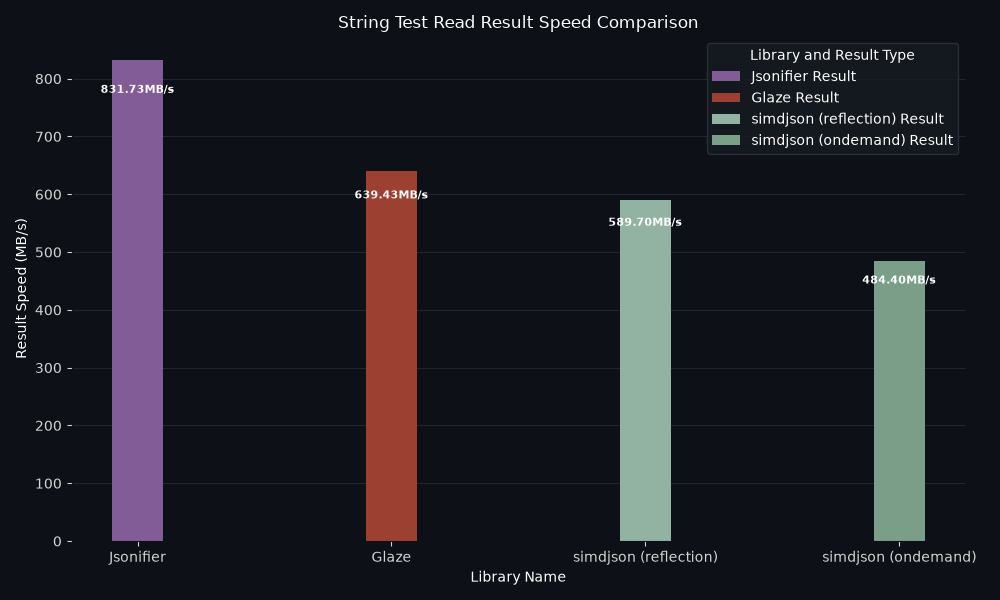 String Test Read Result Speed Comparison
Library and Result Type
Jsonifier Result
Glaze Result
simdjson (reflection) Result
simdjson (ondemand) Result
Result Speed (MB/s)
800
700
600
500
400
300
200
100
0
831.73MB/s
639.43MB/s
589.70MB/s
484.40MB/s
Jsonifier
Glaze
simdjson (reflection)
simdjson (ondemand)
Library Name